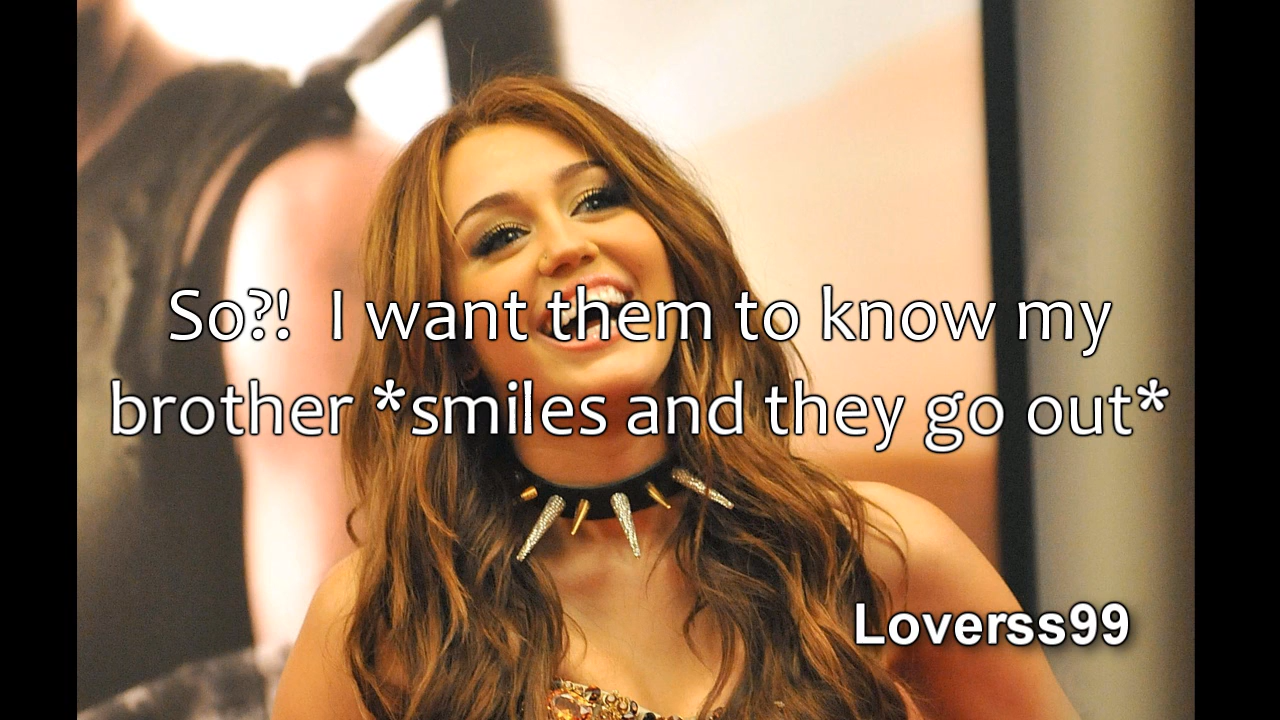 So?!  I want them to know my
brother *smiles and they go out*
Loverss99